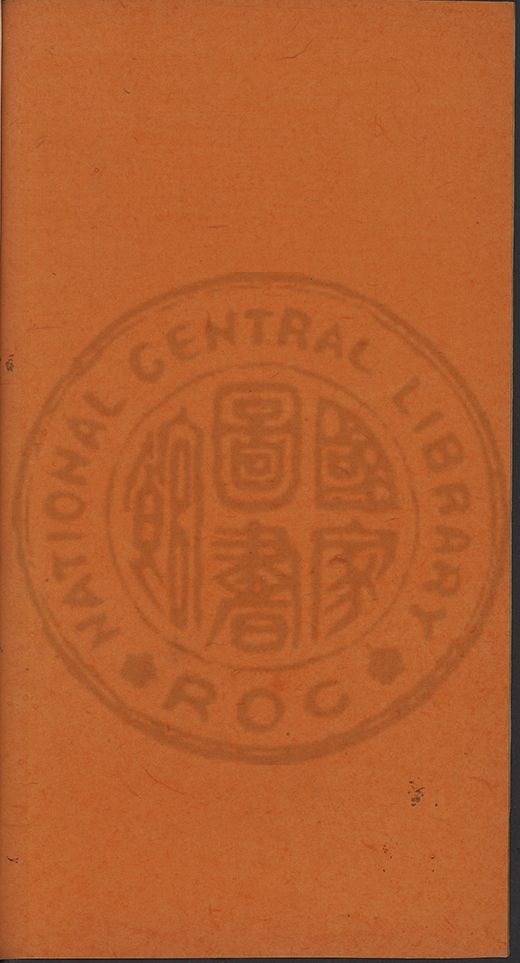 NATIONAL CENTRAL LIBRARY
國家
圖書
館
ROC